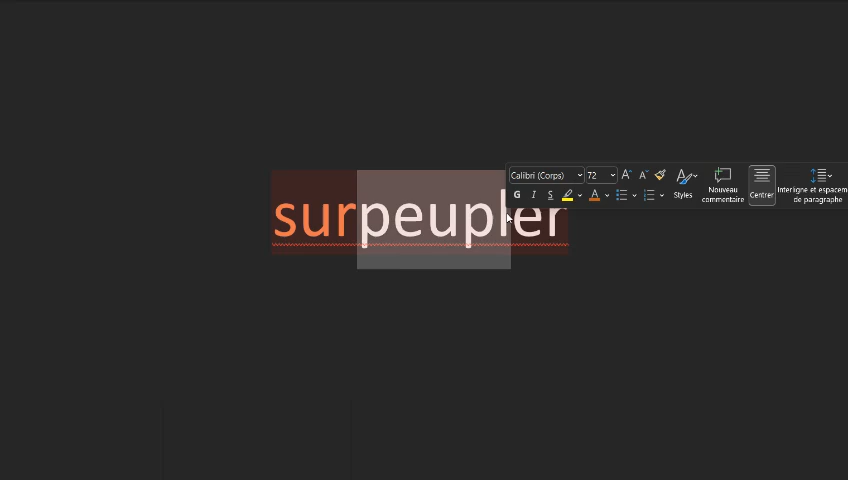 surpeupler
Calibri (Corps) 72
G I S
Styles
Nouveau
commentaire
Centrer
Interligne et espacem
de paragraphe